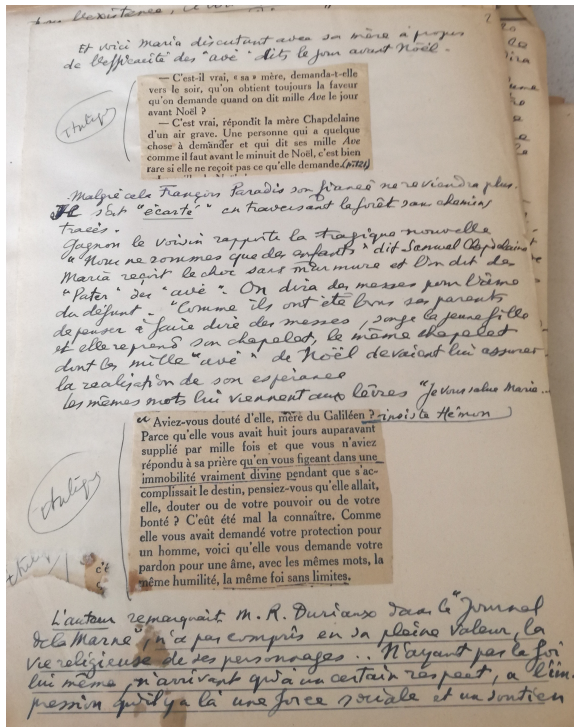 2
Et voici Maria discutant avec sa mère à propos
de l'efficacité des "avé" dits le jour avant Noël.
— C'est-il vrai, « sa » mère, demanda-t-elle
vers le soir, qu'on obtient toujours la faveur
qu'on demande quand on dit mille Ave le jour
avant Noël ?
— C'est vrai, répondit la mère Chapdelaine
d'un air grave. Une personne qui a quelque
chose à demander et qui dit ses mille Ave
comme il faut avant le minuit de Noël, c'est bien
rare si elle ne reçoit pas ce qu'elle demande. (p. 121)
Malgré cela François Paradis son fiancé ne reviendra plus.
Il s'est "écarté" en traversant la forêt sans chemins
tracés.
Gagnon le voisin rapporte la tragique nouvelle
"Nous ne sommes que des enfants" dit Samuel Chapdelaine
Maria reçoit le choc sans murmure et l'on dit des
"Pater" des "avé". On dira des messes pour l'âme
du défunt. "Comme ils ont été bons ses parents
de penser à faire dire des messes, songe la jeune fille
et elle reprend son chapelet, le même chapelet
dont les mille "avé" de Noël devaient lui assurer
la realisation de son espérance
les mêmes mots lui viennent aux lèvres "Je vous salue Marie...
" Aviez-vous douté d'elle, mère du Galiléen ? insiste Hémon
Parce qu'elle vous avait huit jours auparavant
supplié par mille fois et que vous n'aviez
répondu à sa prière qu'en vous figeant dans une
immobilité vraiment divine pendant que s'ac-
complissait le destin, pensiez-vous qu'elle allait,
elle, douter ou de votre pouvoir ou de votre
bonté ? C'eût été mal la connaître. Comme
elle vous avait demandé votre protection pour
un homme, voici qu'elle vous demande votre
pardon pour une âme, avec les mêmes mots, la
même humilité, la même foi sans limites.
L'auteur remarquait M. R. Duriaux dans le "Journal
de la Marne", n'a pas compris en sa pleine valeur, la
vie religieuse de ses personnages... N'ayant pas la foi
lui même, n'arrivant qu'à un certain respect, a l'im-
pression qu'il y a là une force sociale et un soutien